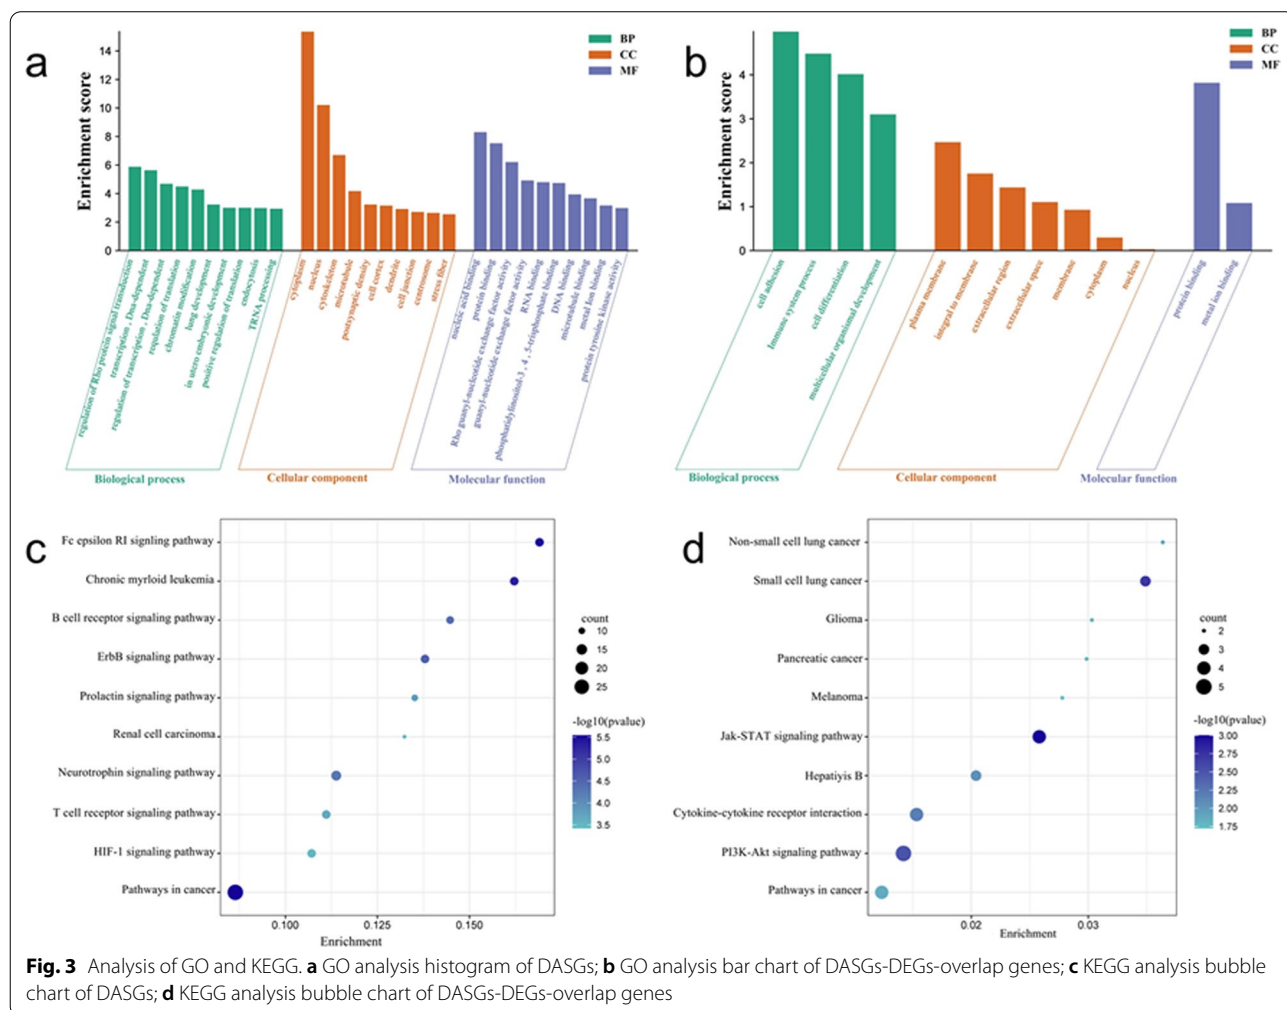 a
BP
CC
MF
Enrichment score
14
12
10
8
6
4
2
0
regulation of Rho protein signal transduction
transcription , Dna-dependent
regulation of transcription , Dna-dependent
regulation of translation
chromatin modification
lung development
in utero embryonic development
positive regulation of translation
endocytosis
TRNA processing
cytoplasm
nucleus
cytoskeleton
microtubule
postsynaptic density
cell cortex
dendrite
cell junction
centrosome
stress fiber
nucleic acid binding
protein binding
Rho guanyl-nucleotide exchange factor activity
guanyl-nucleotide exchange factor activity
RNA binding
phosphatidylinositol-3 , 4 , 5-trisphosphate binding
DNA binding
microtubule binding
metal Ion binding
protein tyrosine kinase activity
Biological process
Cellular component
Molecular function
b
BP
CC
MF
Enrichment score
4
3
2
1
0
cell adhesion
Immune system process
cell differentiation
multicellular organismal development
plasma membrane
integral to membrane
extracellular region
extracellular space
membrane
cytoplasm
nucleus
protein binding
metal ion binding
Biological process
Cellular component
Molecular function
c
Fc epsilon RI signling pathway
Chronic myrloid leukemia
B cell receptor signaling pathway
ErbB signaling pathway
Prolactin signaling pathway
Renal cell carcinoma
Neurotrophin signaling pathway
T cell receptor signaling pathway
HIF-1 signaling pathway
Pathways in cancer
0.100
0.125
0.150
Enrichment
count
10
15
20
25
-log10(pvalue)
5.5
5.0
4.5
4.0
3.5
d
Non-small cell lung cancer
Small cell lung cancer
Glioma
Pancreatic cancer
Melanoma
Jak-STAT signaling pathway
Hepatiyis B
Cytokine-cytokine receptor interaction
PI3K-Akt signaling pathway
Pathways in cancer
0.02
0.03
Enrichment
count
2
3
4
5
-log10(pvalue)
3.00
2.75
2.50
2.25
2.00
1.75
Fig. 3 Analysis of GO and KEGG. a GO analysis histogram of DASGs; b GO analysis bar chart of DASGs-DEGs-overlap genes; c KEGG analysis bubble
chart of DASGs; d KEGG analysis bubble chart of DASGs-DEGs-overlap genes